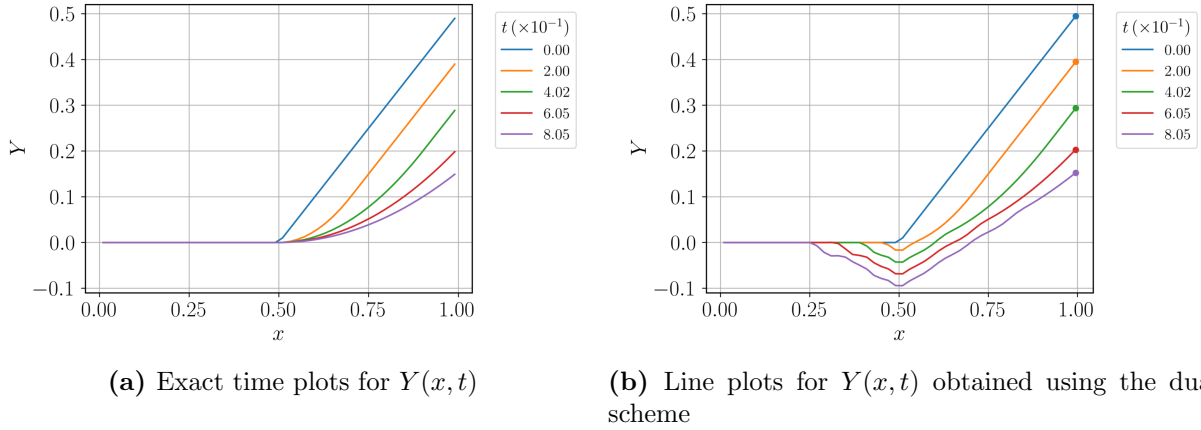 0.5
0.4
0.3
0.2
0.1
0.0
−0.1
Y
0.00 0.25 0.50 0.75 1.00
x
t (×10⁻¹)
0.00
2.00
4.02
6.05
8.05
0.5
0.4
0.3
0.2
0.1
0.0
−0.1
Y
0.00 0.25 0.50 0.75 1.00
x
t (×10⁻¹)
0.00
2.00
4.02
6.05
8.05
(a) Exact time plots for Y(x, t)
(b) Line plots for Y(x, t) obtained using the dua
scheme